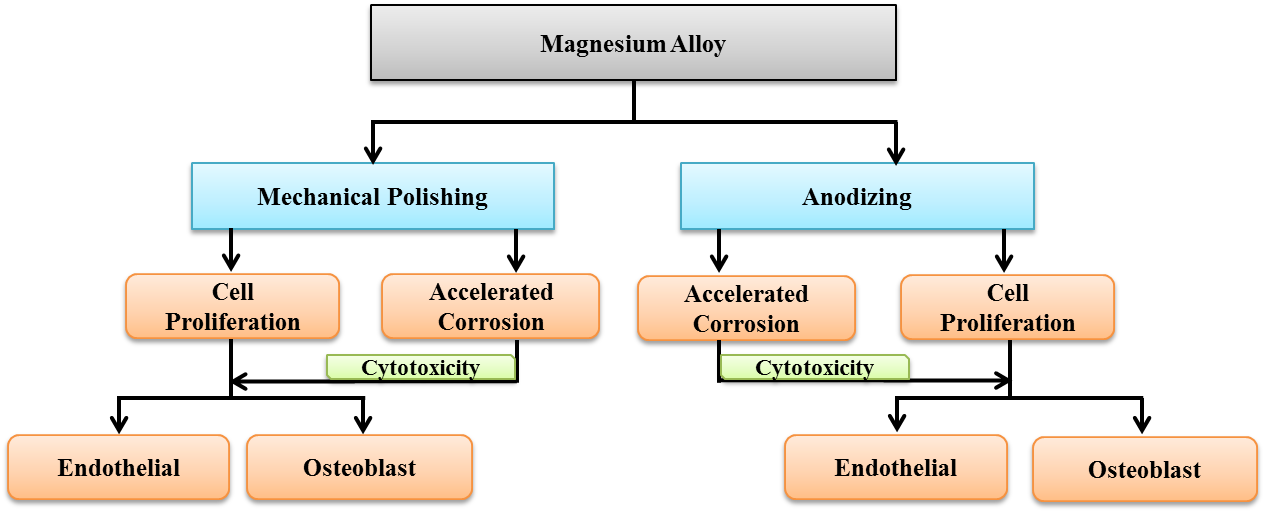 Magnesium Alloy
Mechanical Polishing
Anodizing
Cell
Proliferation
Accelerated
Corrosion
Accelerated
Corrosion
Cell
Proliferation
Cytotoxicity
Cytotoxicity
Endothelial
Osteoblast
Endothelial
Osteoblast